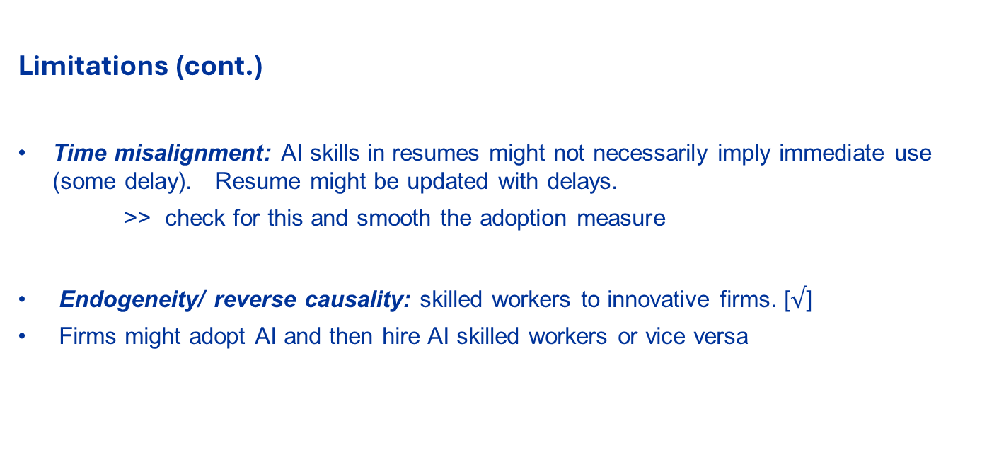 Limitations (cont.)
• Time misalignment: AI skills in resumes might not necessarily imply immediate use
(some delay). Resume might be updated with delays.
>> check for this and smooth the adoption measure
• Endogeneity/ reverse causality: skilled workers to innovative firms. [√]
• Firms might adopt AI and then hire AI skilled workers or vice versa